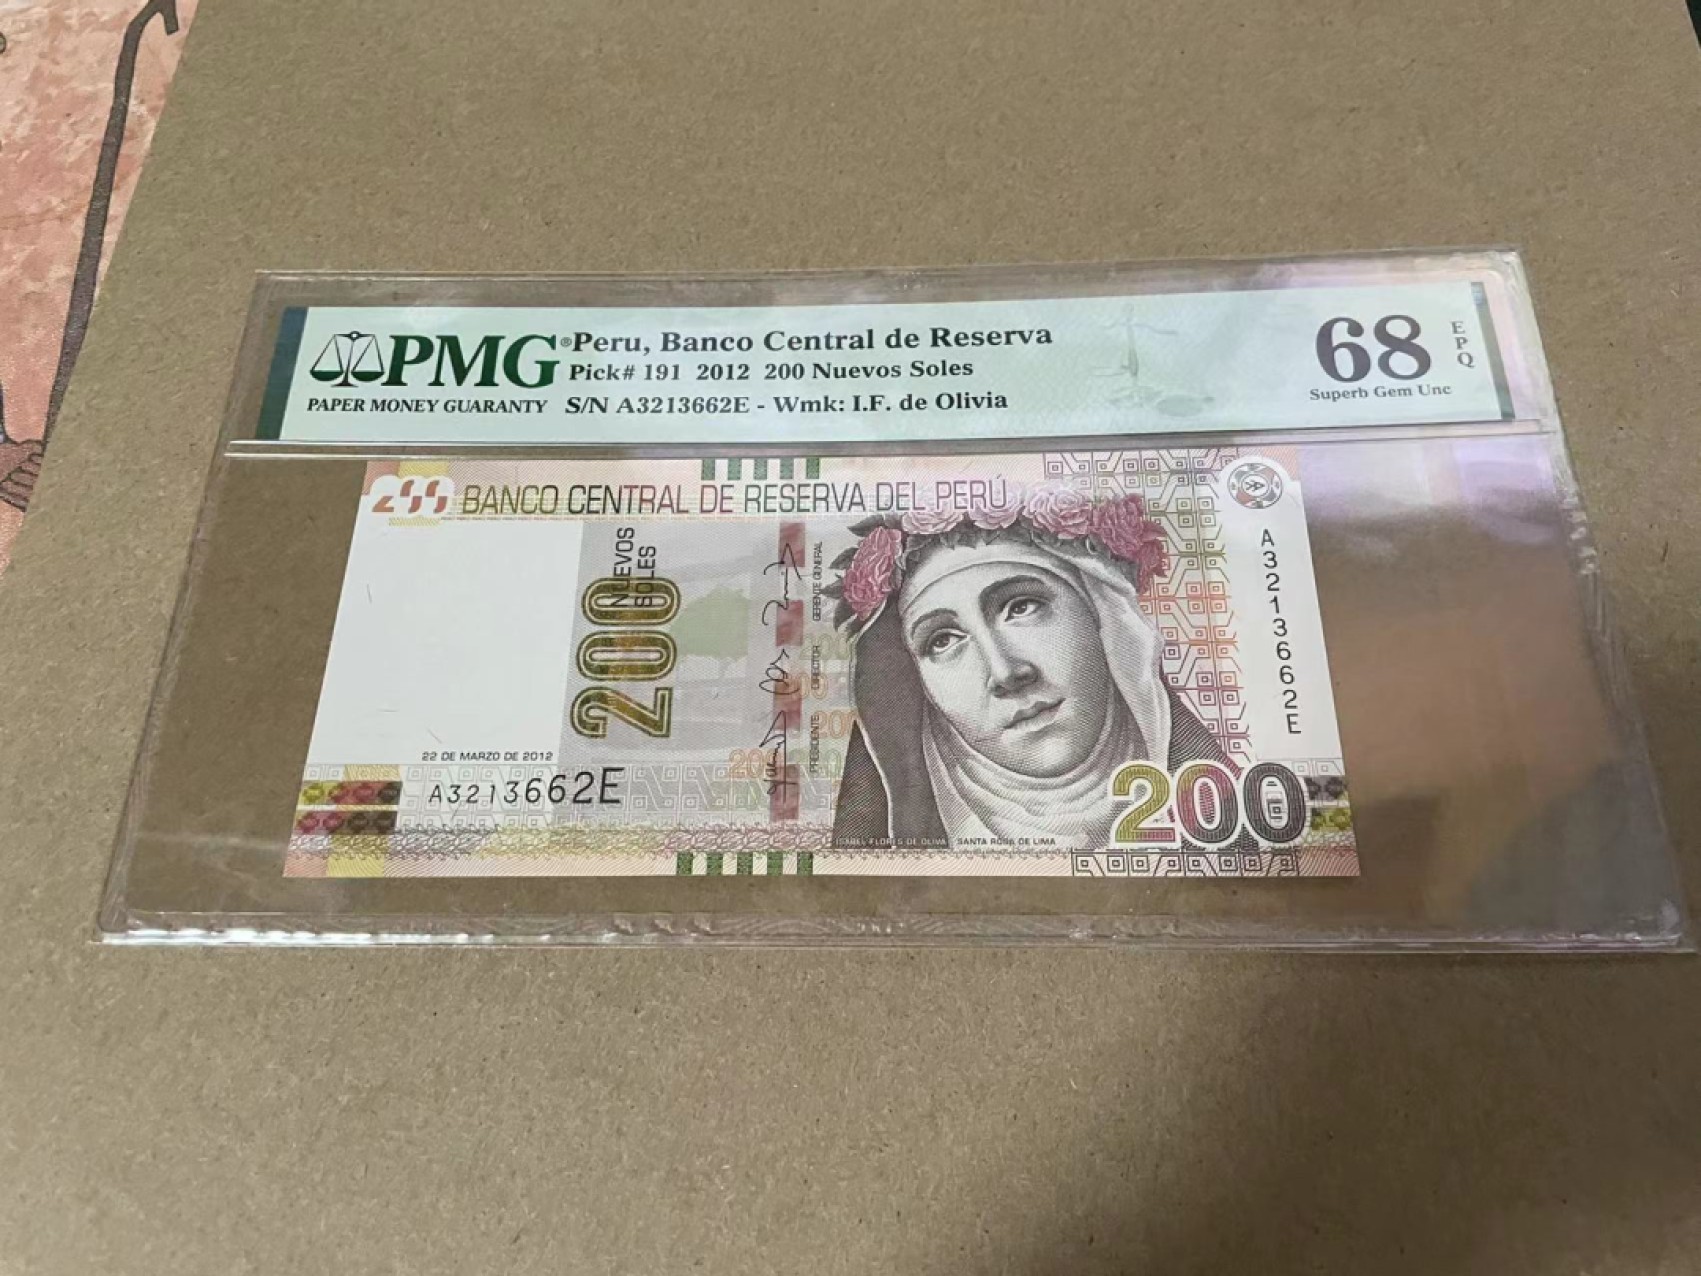 PMG® Peru, Banco Central de Reserva
Pick# 191 2012 200 Nuevos Soles
PAPER MONEY GUARANTY S/N A3213662E - Wmk: I.F. de Olivia
68 EPQ
Superb Gem Unc
BANCO CENTRAL DE RESERVA DEL PERÚ
200 NUEVOS SOLES
GERENTE GENERAL
DIRECTOR
PRESIDENTE
A3213662E
22 DE MARZO DE 2012
A3213662E
200
ISABEL FLORES DE OLIVA SANTA ROSA DE LIMA